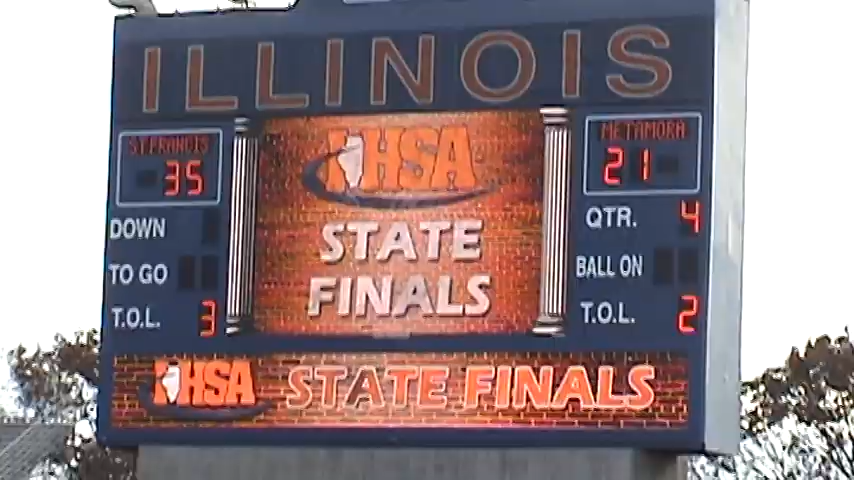 ILLINOIS
ST FRANCIS
35
IHSA
METAMORA
21
STATE
FINALS
DOWN
QTR. 4
TO GO
BALL ON
T.O.L. 3
T.O.L. 2
IHSA STATE FINALS